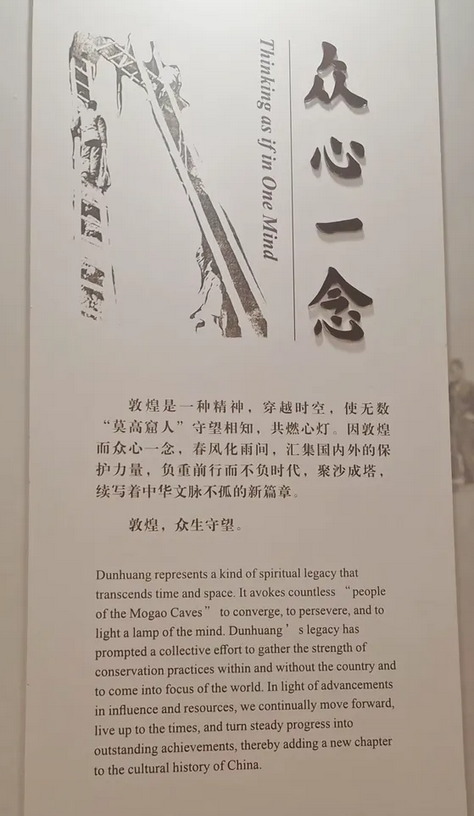 众心一念
Thinking as if in One Mind
敦煌是一种精神，穿越时空，使无数
“莫高窟人”守望相知，共燃心灯。因敦煌
而众心一念，春风化雨间，汇集国内外的保
护力量，负重前行而不负时代，聚沙成塔，
续写着中华文脉不孤的新篇章。
敦煌，众生守望。
Dunhuang represents a kind of spiritual legacy that
transcends time and space. It avokes countless “people
of the Mogao Caves” to converge, to persevere, and to
light a lamp of the mind. Dunhuang’s legacy has
prompted a collective effort to gather the strength of
conservation practices within and without the country and
to come into focus of the world. In light of advancements
in influence and resources, we continually move forward,
live up to the times, and turn steady progress into
outstanding achievements, thereby adding a new chapter
to the cultural history of China.